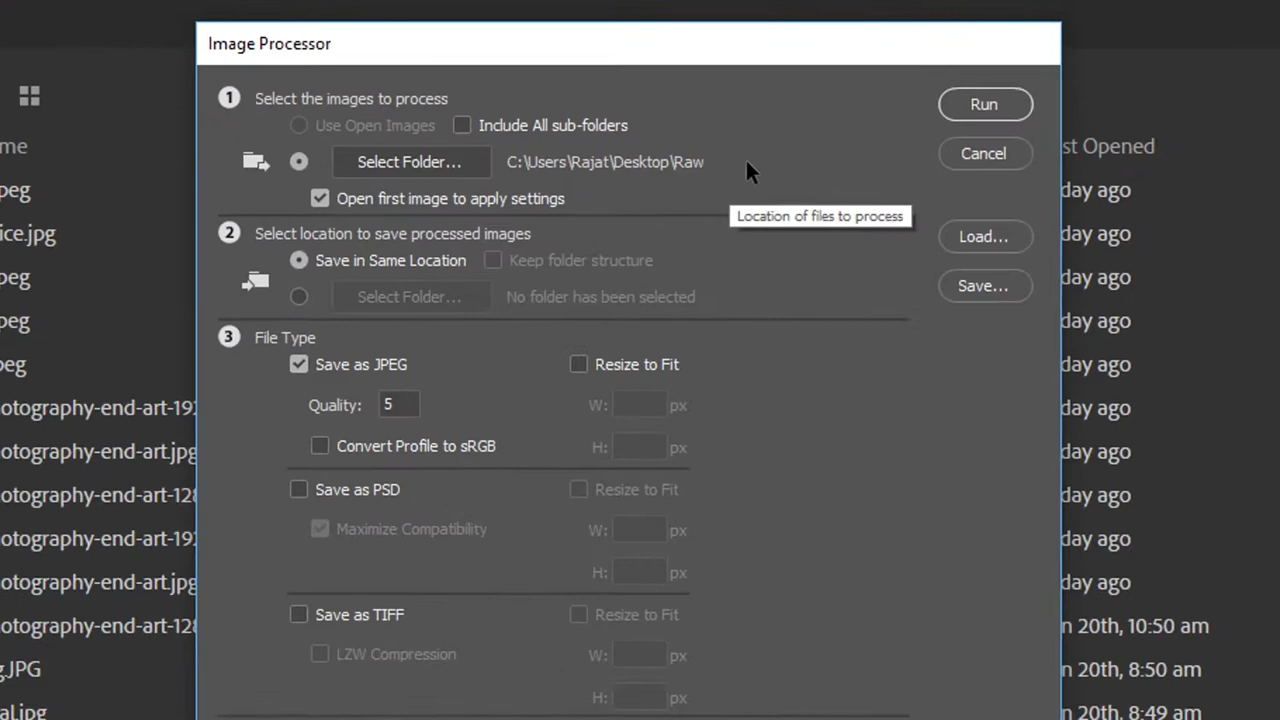 Image Processor
1 Select the images to process
Use Open Images Include All sub-folders
Select Folder... C:\Users\Rajat\Desktop\Raw
Open first image to apply settings
Location of files to process
2 Select location to save processed images
Save in Same Location Keep folder structure
Select Folder... No folder has been selected
3 File Type
Save as JPEG Resize to Fit
Quality: 5 W: px
Convert Profile to sRGB H: px
Save as PSD Resize to Fit
Maximize Compatibility W: px
H: px
Save as TIFF Resize to Fit
LZW Compression W: px
H: px
Run
Cancel
Load...
Save...
me
peg
ice.jpg
peg
peg
peg
otography-end-art-192
otography-end-art.jpg
otography-end-art-128
otography-end-art-192
otography-end-art.jpg
otography-end-art-128
g.JPG
al.jpg
st Opened
day ago
day ago
day ago
day ago
day ago
day ago
day ago
day ago
day ago
day ago
n 20th, 10:50 am
n 20th, 8:50 am
n 20th, 8:49 am